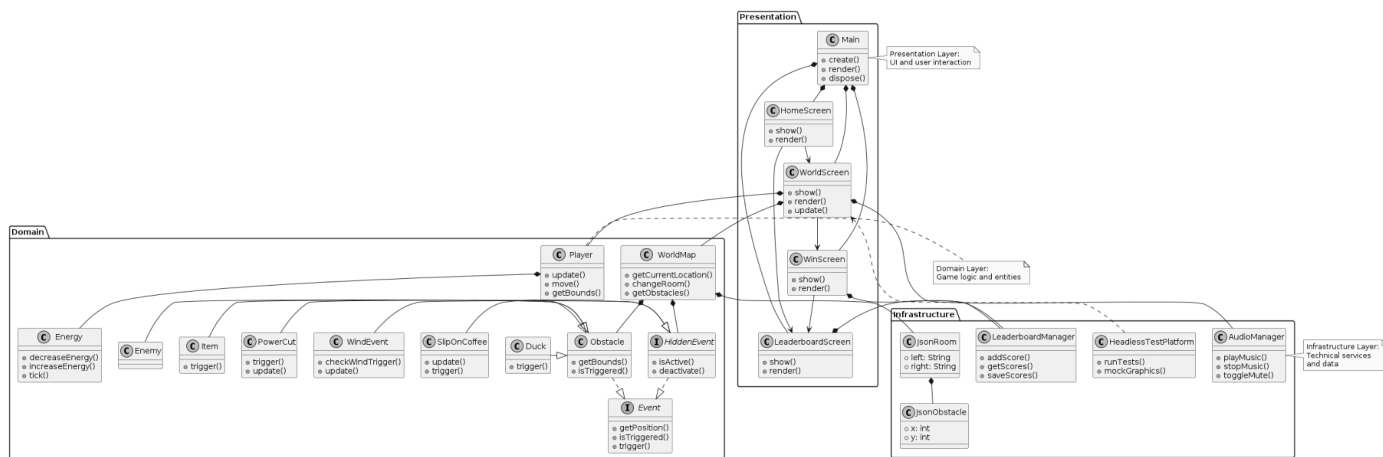 Presentation
C Main
create()
render()
dispose()
Presentation Layer:
UI and user interaction
C HomeScreen
show()
render()
C WorldScreen
show()
render()
update()
Domain
C Player
update()
move()
getBounds()
C WorldMap
getCurrentLocation()
changeRoom()
getObstacles()
C WinScreen
show()
render()
Domain Layer:
Game logic and entities
Infrastructure
C Energy
decreaseEnergy()
increaseEnergy()
tick()
C Enemy
C Item
trigger()
C PowerCut
trigger()
update()
C WindEvent
checkWindTrigger()
update()
C SlipOnCoffee
update()
trigger()
C Duck
trigger()
C Obstacle
getBounds()
isTriggered()
I HiddenEvent
isActive()
deactivate()
C LeaderboardScreen
show()
render()
C JsonRoom
left: String
right: String
C LeaderboardManager
addScore()
getScores()
saveScores()
C HeadlessTestPlatform
runTests()
mockGraphics()
C AudioManager
playMusic()
stopMusic()
toggleMute()
Infrastructure Layer:
Technical services
and data
I Event
getPosition()
isTriggered()
trigger()
C JsonObstacle
x: int
y: int